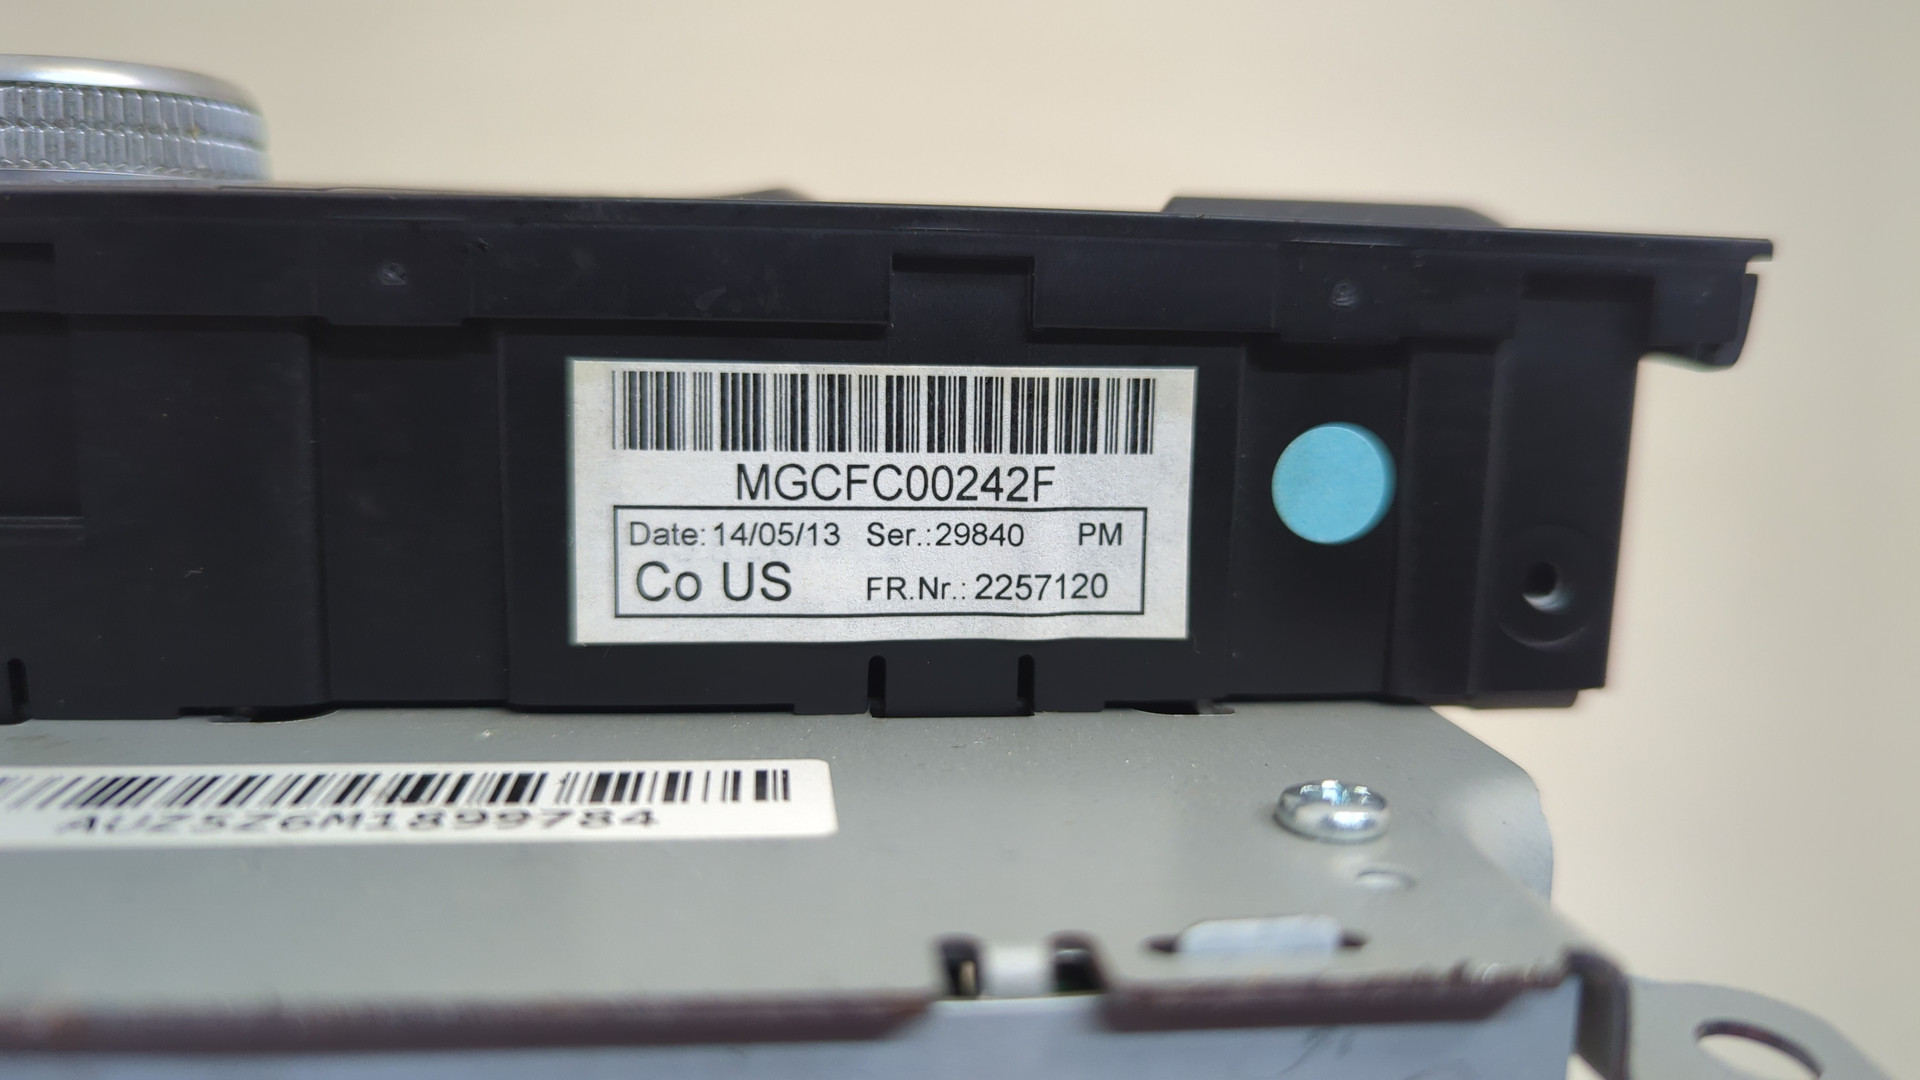 MGCFC00242F
Date: 14/05/13 Ser.:29840 PM
Co US FR.Nr.: 2257120
AUZ5Z6M1899784